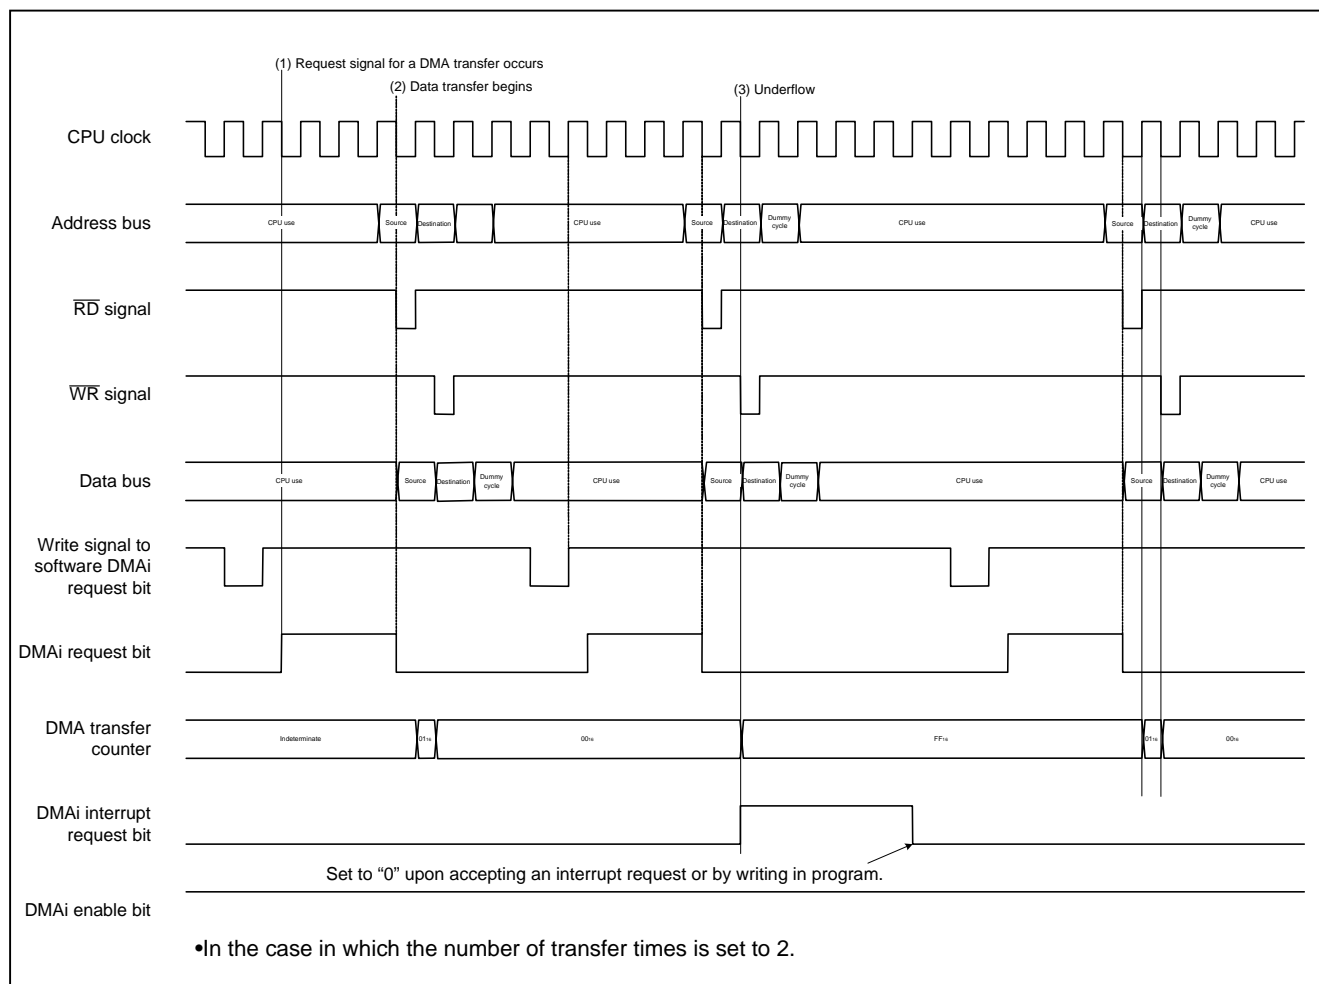 (1) Request signal for a DMA transfer occurs
(2) Data transfer begins
(3) Underflow
CPU clock
Address bus
CPU use
Source
Destination
CPU use
Source
Destination
Dummy
cycle
CPU use
Source
Destination
Dummy
cycle
CPU use
RD signal
WR signal
Data bus
CPU use
Source
Destination
Dummy
cycle
CPU use
Source
Destination
Dummy
cycle
CPU use
Source
Destination
Dummy
cycle
CPU use
Write signal to
software DMAi
request bit
DMAi request bit
DMA transfer
counter
Indeterminate
01₁₆
00₁₆
FF₁₆
01₁₆
00₁₆
DMAi interrupt
request bit
Set to “0” upon accepting an interrupt request or by writing in program.
DMAi enable bit
•In the case in which the number of transfer times is set to 2.